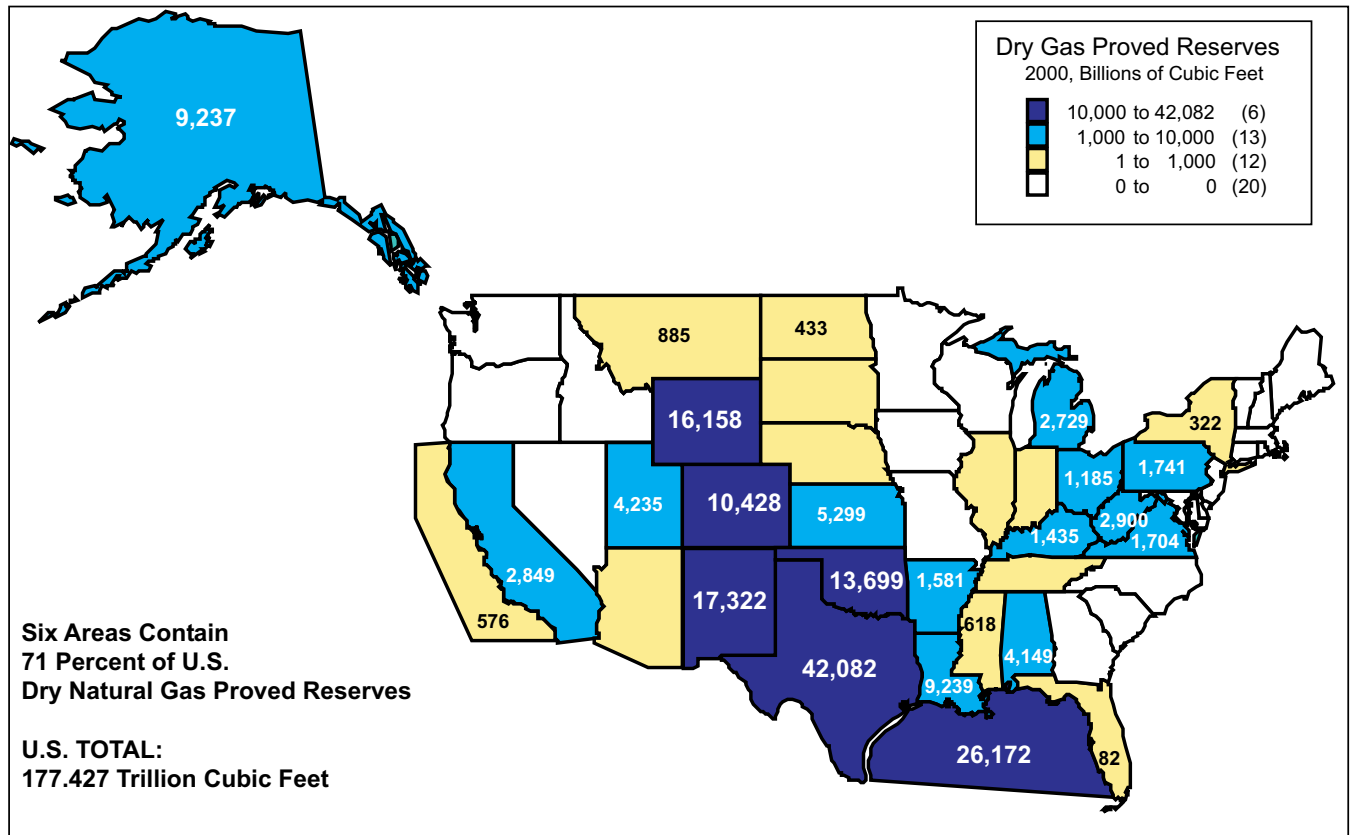 Dry Gas Proved Reserves
2000, Billions of Cubic Feet
10,000 to 42,082 (6)
1,000 to 10,000 (13)
1 to 1,000 (12)
0 to 0 (20)
9,237
885
433
16,158
2,729
322
4,235
10,428
5,299
1,185
1,741
2,900
1,435
1,704
2,849
13,699
1,581
17,322
576
618
42,082
4,149
9,239
26,172
82
Six Areas Contain
71 Percent of U.S.
Dry Natural Gas Proved Reserves
U.S. TOTAL:
177.427 Trillion Cubic Feet